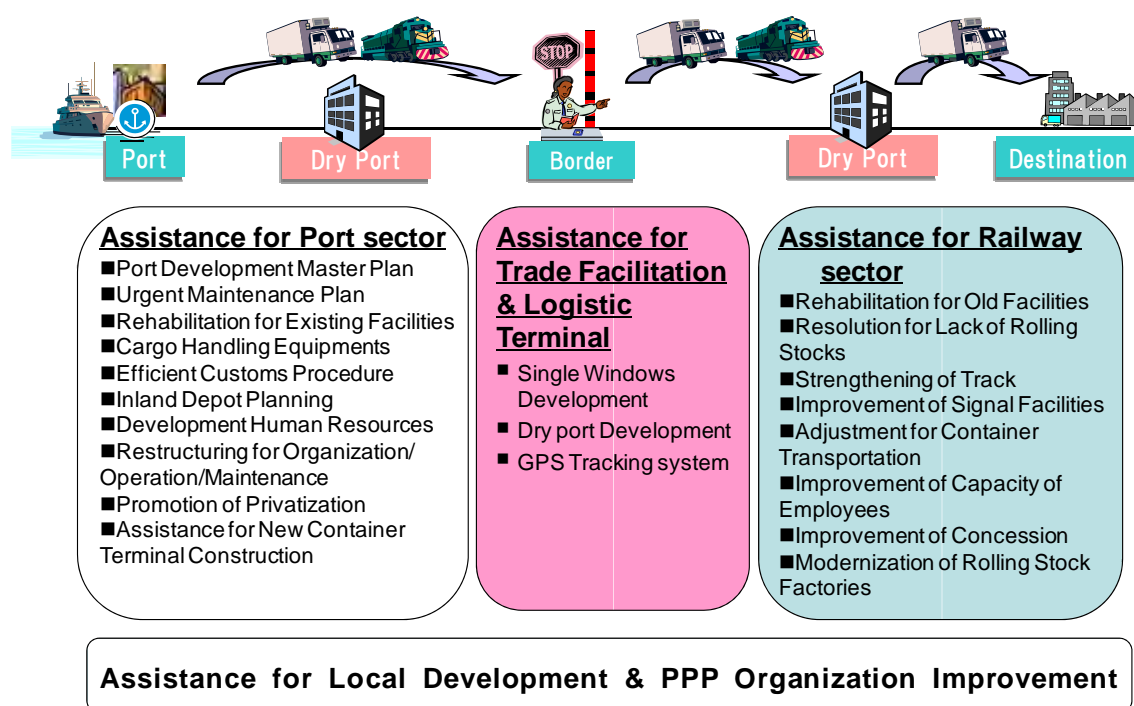 STOP
Port
Dry Port
Border
Dry Port
Destination
Assistance for Port sector
■Port Development Master Plan
■Urgent Maintenance Plan
■Rehabilitation for Existing Facilities
■Cargo Handling Equipments
■Efficient Customs Procedure
■Inland Depot Planning
■Development Human Resources
■Restructuring for Organization/
Operation/Maintenance
■Promotion of Privatization
■Assistance for New Container
Terminal Construction
Assistance for
Trade Facilitation
& Logistic
Terminal
■ Single Windows
Development
■ Dry port Development
■ GPS Tracking system
Assistance for Railway
sector
■Rehabilitation for Old Facilities
■Resolution for Lack of Rolling
Stocks
■Strengthening of Track
■Improvement of Signal Facilities
■Adjustment for Container
Transportation
■Improvement of Capacity of
Employees
■Improvement of Concession
■Modernization of Rolling Stock
Factories
Assistance for Local Development & PPP Organization Improvement